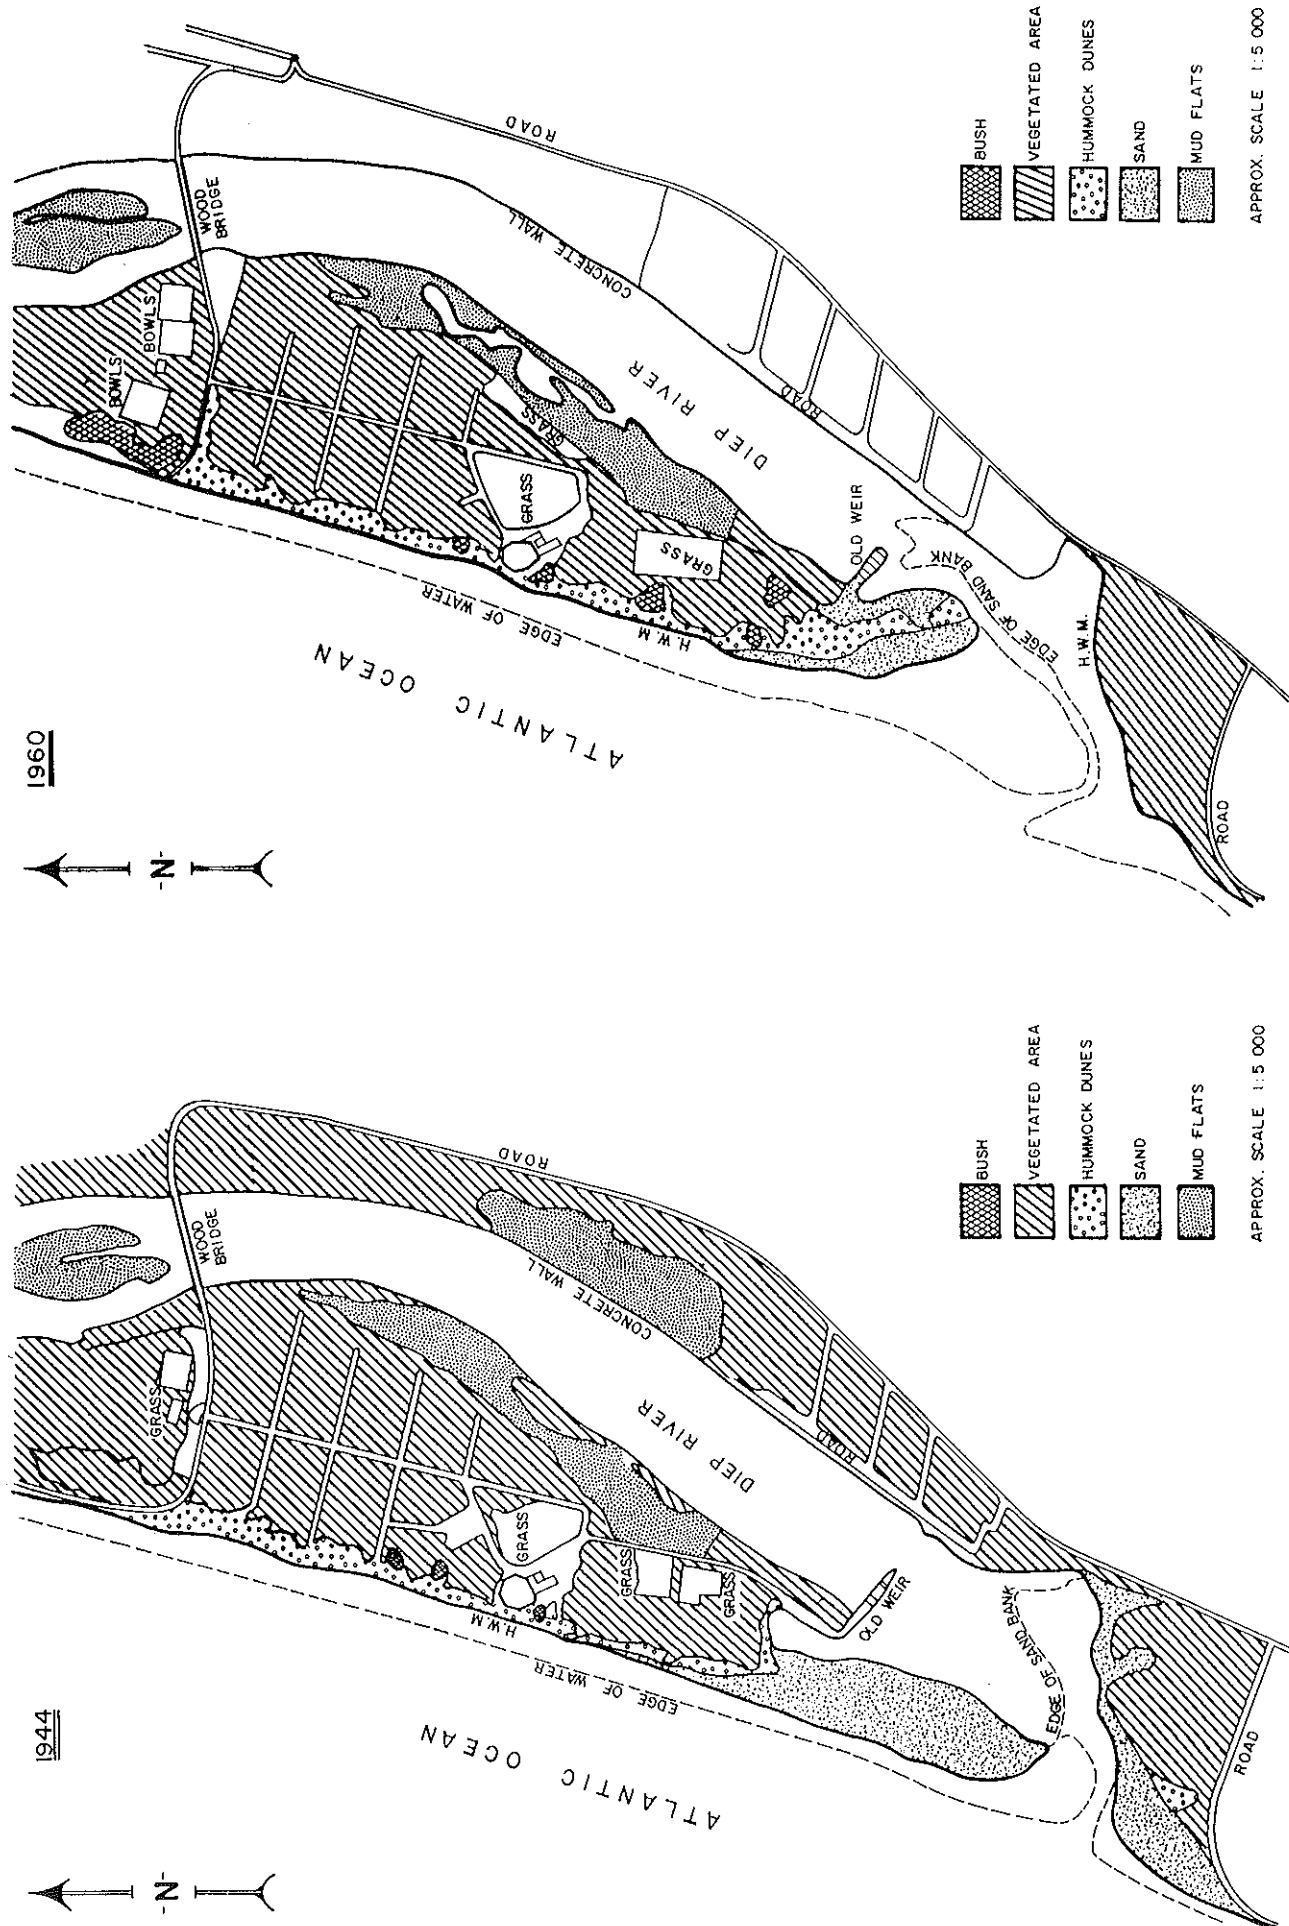 1960
-N-
ATLANTIC OCEAN
EDGE OF WATER
H.W.M
BOWLS
BOWLS
WOOD
BRIDGE
ROAD
CONCRETE WALL
GRASS
GRASS
GRASS
DIEP RIVER
ROAD
OLD WEIR
EDGE OF SAND BANK
H.W.M.
ROAD
BUSH
VEGETATED AREA
HUMMOCK DUNES
SAND
MUD FLATS
APPROX. SCALE 1:5 000
1944
-N-
ATLANTIC OCEAN
EDGE OF WATER
H.W.M
GRASS
WOOD
BRIDGE
ROAD
CONCRETE WALL
GRASS
GRASS
GRASS
DIEP RIVER
ROAD
OLD WEIR
EDGE OF SAND BANK
ROAD
BUSH
VEGETATED AREA
HUMMOCK DUNES
SAND
MUD FLATS
APPROX. SCALE 1:5 000